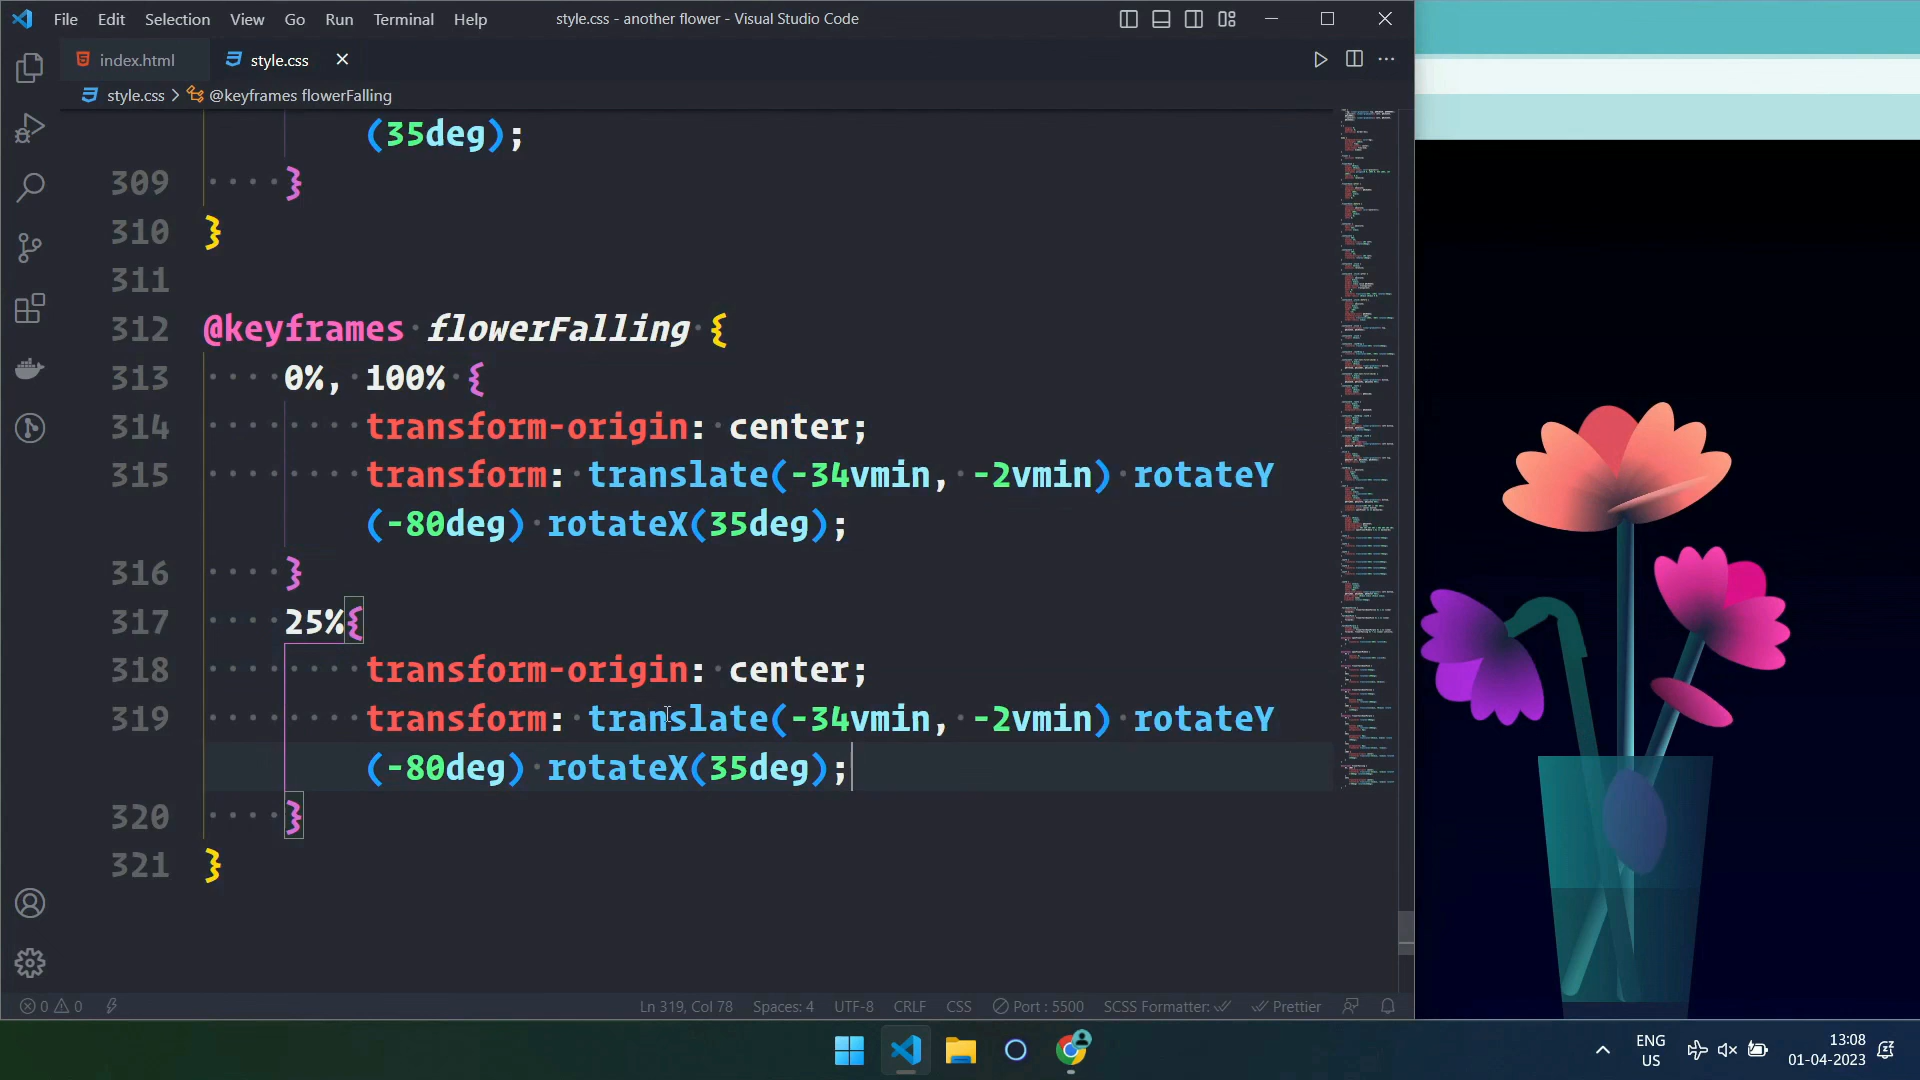 File Edit Selection View Go Run Terminal Help style.css - another flower - Visual Studio Code
index.html style.css
style.css > @keyframes flowerFalling
(35deg);
309 }
310 }
311
312 @keyframes flowerFalling {
313 0%, 100% {
314 transform-origin: center;
315 transform: translate(-34vmin, -2vmin) rotateY
(-80deg) rotateX(35deg);
316 }
317 25%{
318 transform-origin: center;
319 transform: translate(-34vmin, -2vmin) rotateY
(-80deg) rotateX(35deg);
320 }
321 }
0 0 Ln 319, Col 78 Spaces: 4 UTF-8 CRLF CSS Port : 5500 SCSS Formatter: Prettier
ENG
US
13:08
01-04-2023